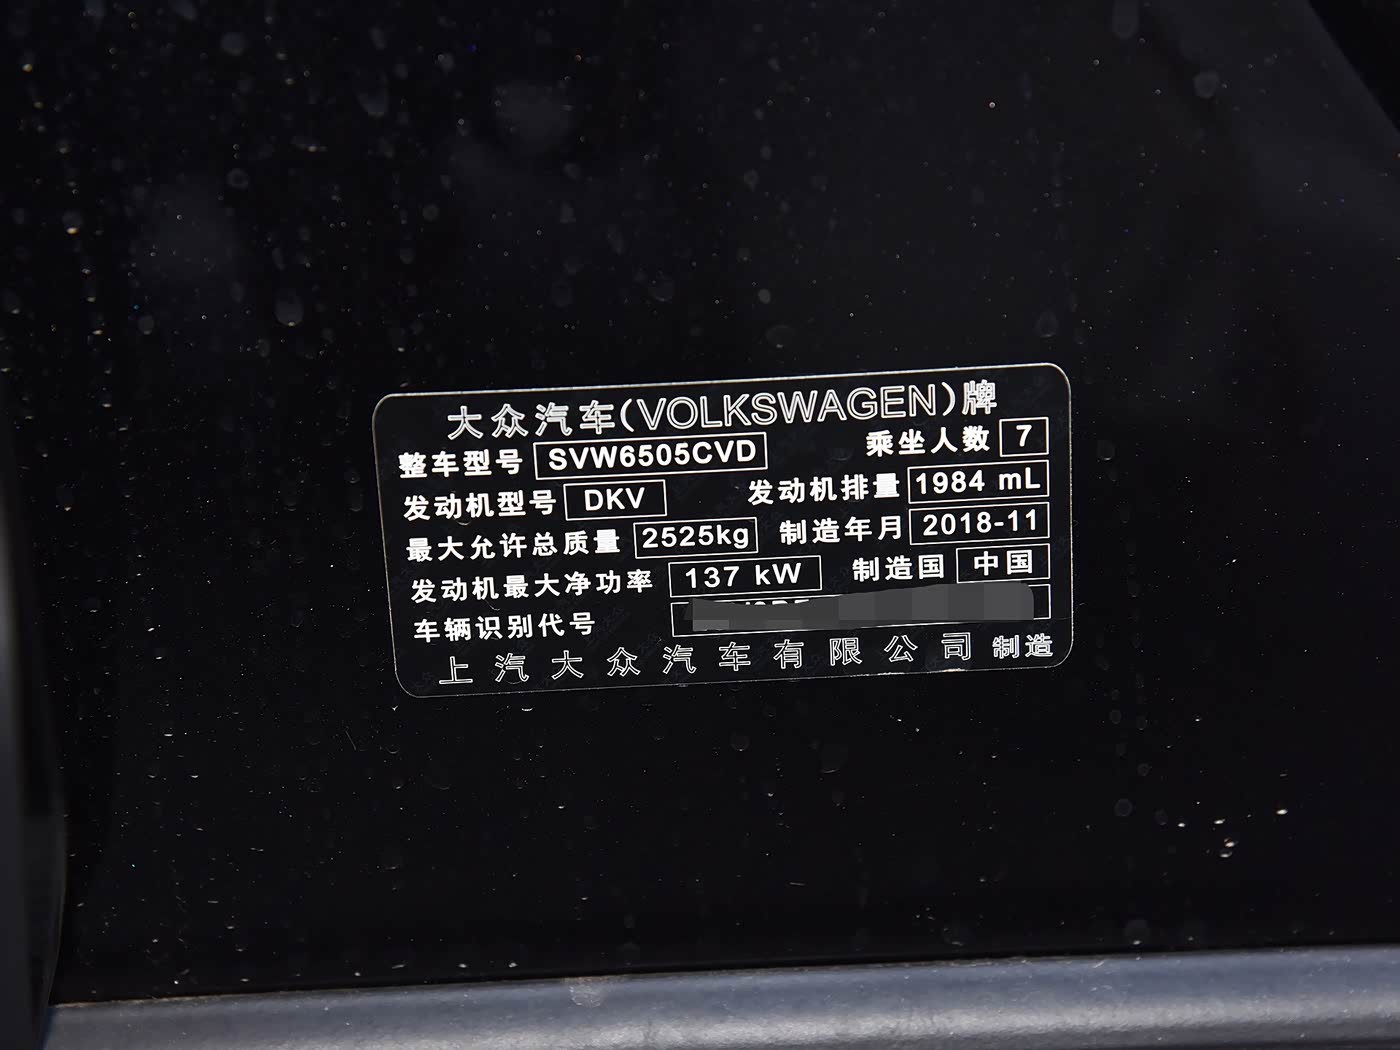 大众汽车(VOLKSWAGEN)牌
整车型号 SVW6505CVD 乘坐人数 7
发动机型号 DKV 发动机排量 1984 mL
最大允许总质量 2525kg 制造年月 2018-11
发动机最大净功率 137 kW 制造国 中国
车辆识别代号
上汽大众汽车有限公司 制造